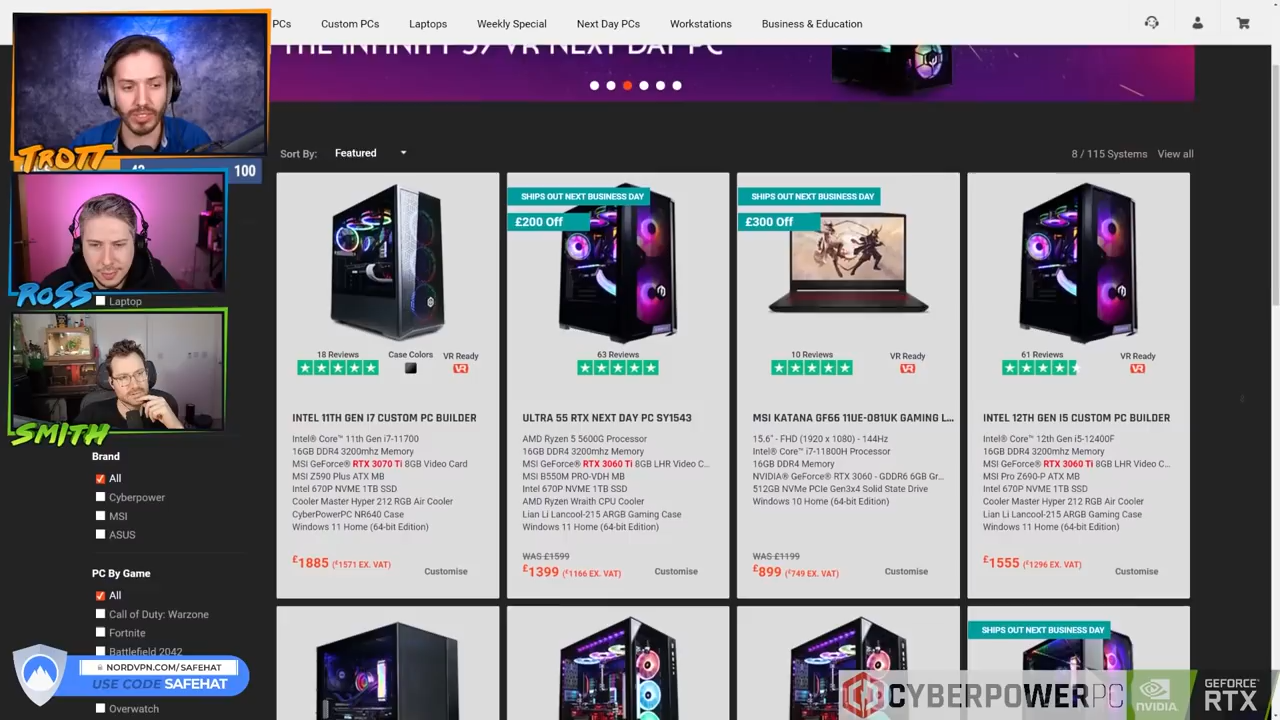 PCs
Custom PCs
Laptops
Weekly Special
Next Day PCs
Workstations
Business & Education
THE INFINITY 59 VR NEXT DAY PC
TROTT
100
Sort By:
Featured
8 / 115 Systems
View all
ROSS
Laptop
SMITH
Brand
All
Cyberpower
MSI
ASUS
PC By Game
All
Call of Duty: Warzone
Fortnite
Battlefield 2042
Overwatch
NORDVPN.COM/SAFEHAT
USE CODE SAFEHAT
18 Reviews
Case Colors
VR Ready
VR
INTEL 11TH GEN I7 CUSTOM PC BUILDER
Intel® Core™ 11th Gen i7-11700
16GB DDR4 3200mhz Memory
MSI GeForce® RTX 3070 Ti 8GB Video Card
MSI Z590 Plus ATX MB
Intel 670P NVME 1TB SSD
Cooler Master Hyper 212 RGB Air Cooler
CyberPowerPC NR640 Case
Windows 11 Home (64-bit Edition)
£1885 (£1571 EX. VAT)
Customise
SHIPS OUT NEXT BUSINESS DAY
£200 Off
63 Reviews
ULTRA 55 RTX NEXT DAY PC SY1543
AMD Ryzen 5 5600G Processor
16GB DDR4 3200mhz Memory
MSI GeForce® RTX 3060 Ti 8GB LHR Video C...
MSI B550M PRO-VDH MB
Intel 670P NVME 1TB SSD
AMD Ryzen Wraith CPU Cooler
Lian Li Lancool-215 ARGB Gaming Case
Windows 11 Home (64-bit Edition)
WAS £1599
£1399 (£1166 EX. VAT)
Customise
SHIPS OUT NEXT BUSINESS DAY
£300 Off
10 Reviews
VR Ready
VR
MSI KATANA GF66 11UE-081UK GAMING L...
15.6" - FHD (1920 x 1080) - 144Hz
Intel® Core™ i7-11800H Processor
16GB DDR4 Memory
NVIDIA® GeForce® RTX 3060 - GDDR6 6GB Gr...
512GB NVMe PCIe Gen3x4 Solid State Drive
Windows 10 Home (64-bit Edition)
WAS £1199
£899 (£749 EX. VAT)
Customise
61 Reviews
VR Ready
VR
INTEL 12TH GEN I5 CUSTOM PC BUILDER
Intel® Core™ 12th Gen i5-12400F
16GB DDR4 3200mhz Memory
MSI GeForce® RTX 3060 Ti 8GB LHR Video C...
MSI Pro Z690-P ATX MB
Intel 670P NVME 1TB SSD
Cooler Master Hyper 212 RGB Air Cooler
Lian Li Lancool-215 ARGB Gaming Case
Windows 11 Home (64-bit Edition)
£1555 (£1296 EX. VAT)
Customise
SHIPS OUT NEXT BUSINESS DAY
CYBERPOWERPC
NVIDIA
GEFORCE
RTX